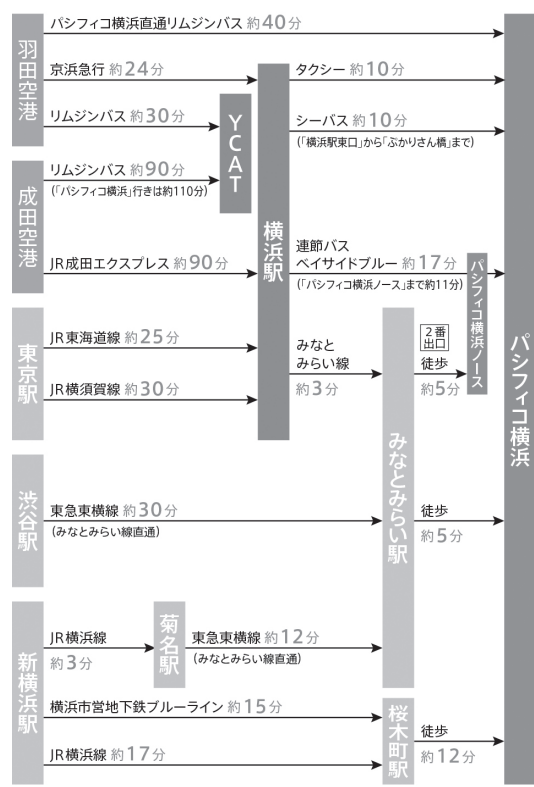 羽田空港
パシフィコ横浜直通リムジンバス 約40分
京浜急行 約24分
リムジンバス 約30分
YCAT
タクシー 約10分
シーバス 約10分
(「横浜駅東口」から「ぷかりさん橋」まで)
成田空港
リムジンバス 約90分
(「パシフィコ横浜」行きは約110分)
JR成田エクスプレス 約90分
横浜駅
連節バス
ベイサイドブルー 約17分
(「パシフィコ横浜ノース」まで約11分)
パシフィコ横浜ノース
東京駅
JR東海道線 約25分
JR横須賀線 約30分
みなと
みらい線
約3分
2番
出口
徒歩
約5分
パシフィコ横浜
みなとみらい駅
渋谷駅
東急東横線 約30分
(みなとみらい線直通)
徒歩
約5分
新横浜駅
JR横浜線
約3分
菊名駅
東急東横線 約12分
(みなとみらい線直通)
横浜市営地下鉄ブルーライン 約15分
JR横浜線 約17分
桜木町駅
徒歩
約12分